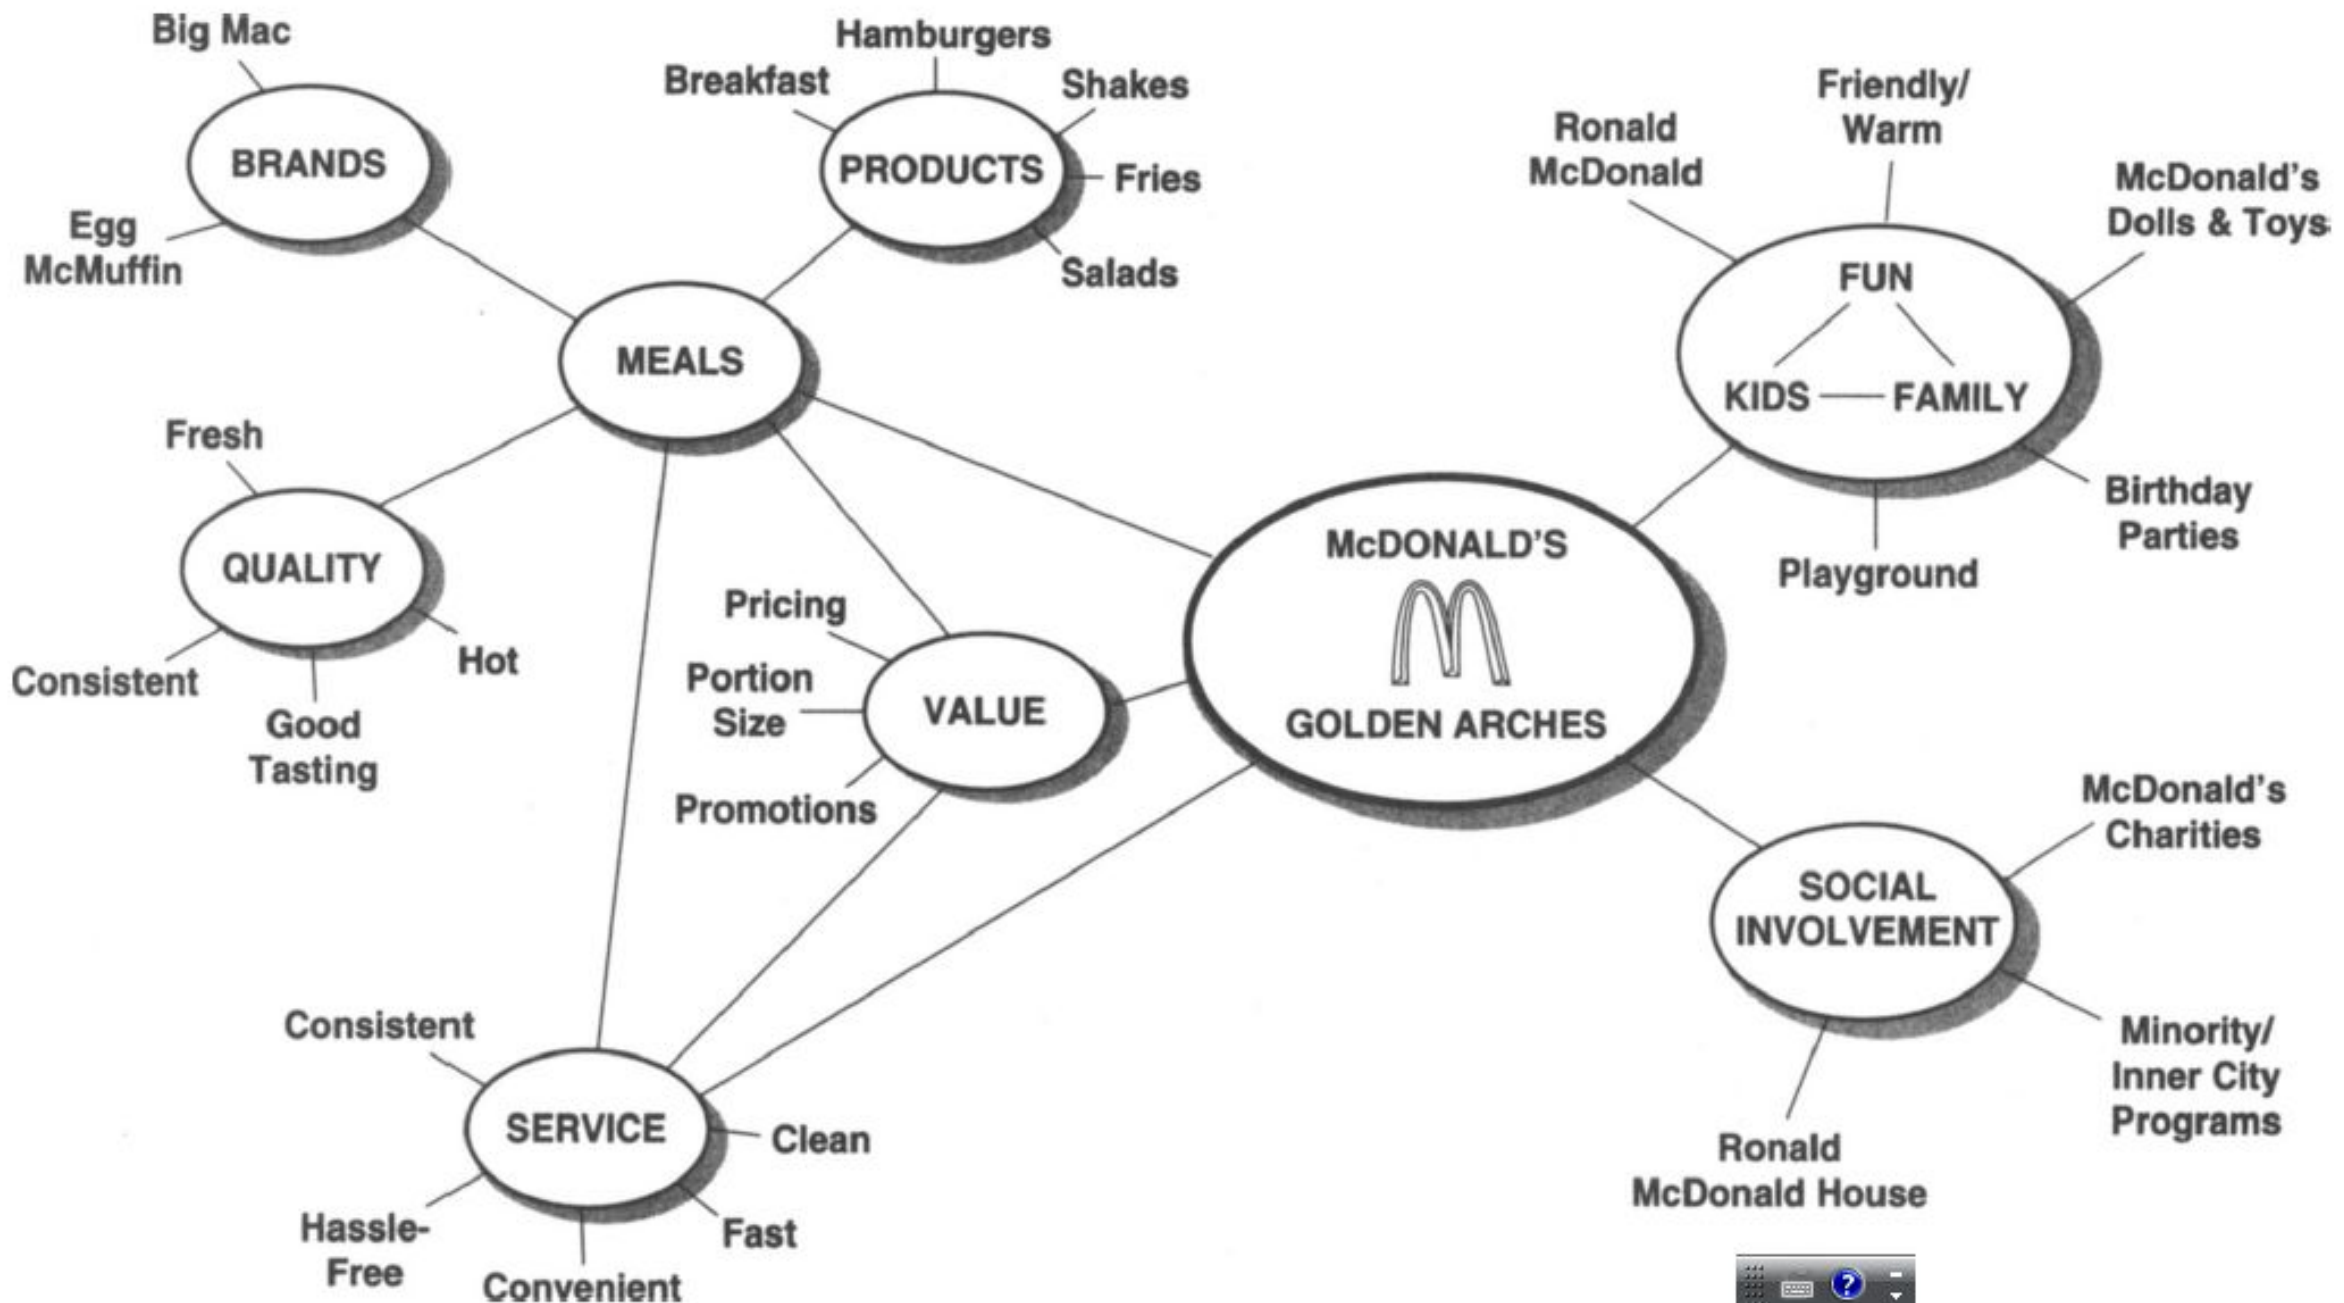 Big Mac
BRANDS
Egg
McMuffin
Hamburgers
Breakfast
Shakes
PRODUCTS
Fries
Salads
MEALS
Fresh
QUALITY
Consistent
Hot
Good
Tasting
Pricing
Portion
Size
VALUE
Promotions
McDONALD'S
GOLDEN ARCHES
Ronald
McDonald
Friendly/
Warm
McDonald's
Dolls & Toys
FUN
KIDS
FAMILY
Birthday
Parties
Playground
McDonald's
Charities
SOCIAL
INVOLVEMENT
Minority/
Inner City
Programs
Ronald
McDonald House
Consistent
SERVICE
Clean
Hassle-
Free
Fast
Convenient
?